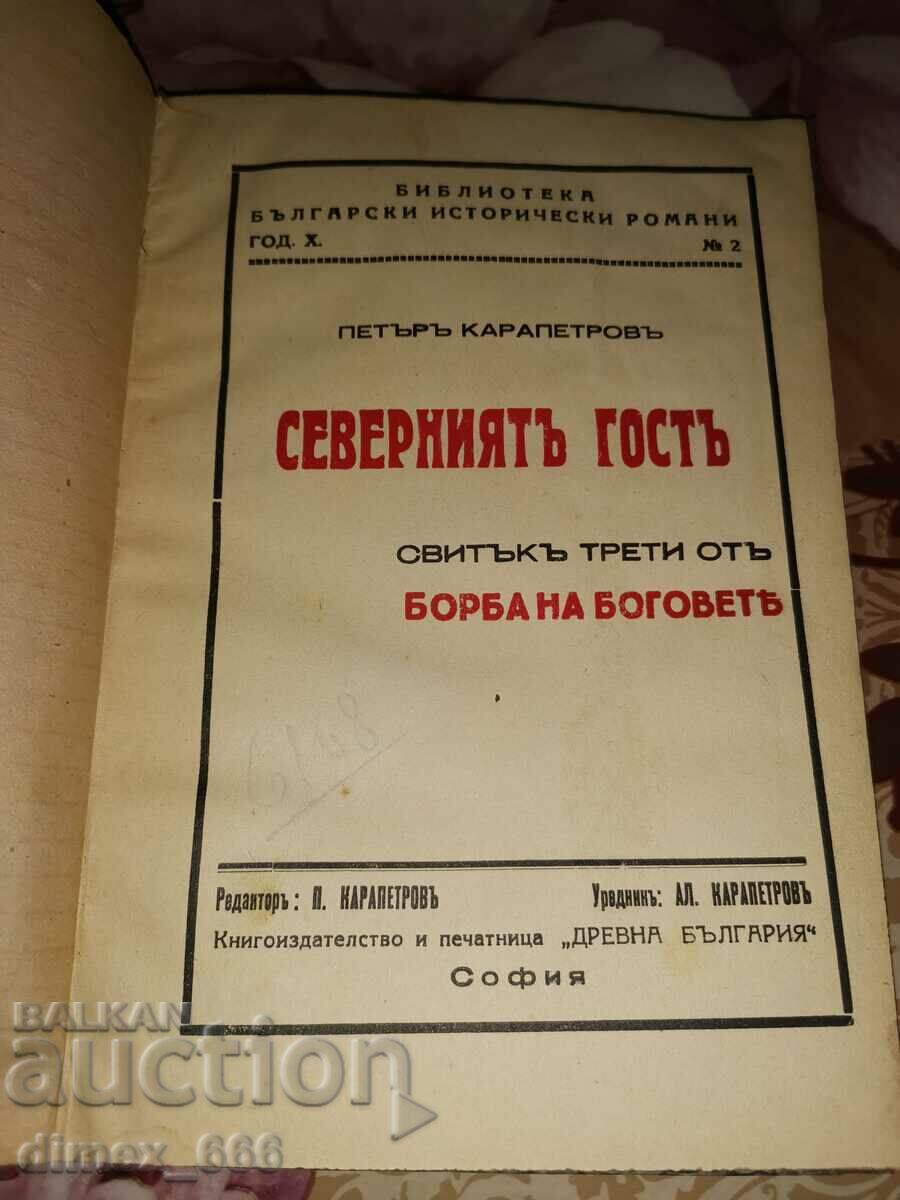 БИБЛИОТЕКА
БЪЛГАРСКИ ИСТОРИЧЕСКИ РОМАНИ
ГОД. X. № 2
ПЕТЪРЪ КАРАПЕТРОВЪ
СЕВЕРНИЯТЪ ГОСТЪ
СВИТЪКЪ ТРЕТИ ОТЪ
БОРБА НА БОГОВЕТѢ
Редакторъ: П. КАРАПЕТРОВЪ Уредникъ: АЛ. КАРАПЕТРОВЪ
Книгоиздателство и печатница „ДРЕВНА БЪЛГАРИЯ“
София
BALKAN
auction
dimex_666